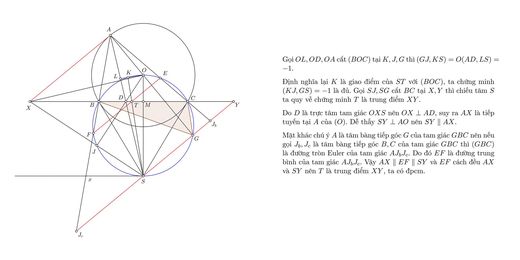 A
O
L
K
E
X
B
D
T
M
C
Y
J_b
F
G
J
S
x
J_c
Gọi OL, OD, OA cắt (BOC) tại K, J, G thì (GJ, KS) = O(AD, LS) =
−1.
Định nghĩa lại K là giao điểm của ST với (BOC), ta chứng minh
(KJ, GS) = −1 là đủ. Gọi SJ, SG cắt BC tại X, Y thì chiếu tâm S
ta quy về chứng minh T là trung điểm XY.
Do D là trực tâm tam giác OXS nên OX ⊥ AD, suy ra AX là tiếp
tuyến tại A của (O). Dễ thấy SY ⊥ AO nên SY ∥ AX.
Mặt khác chú ý A là tâm bàng tiếp góc G của tam giác GBC nên nếu
gọi J_b, J_c là tâm bàng tiếp góc B, C của tam giác GBC thì (GBC)
là đường tròn Euler của tam giác AJ_bJ_c. Do đó EF là đường trung
bình của tam giác AJ_bJ_c. Vậy AX ∥ EF ∥ SY và EF cách đều AX
và SY nên T là trung điểm XY, ta có đpcm.